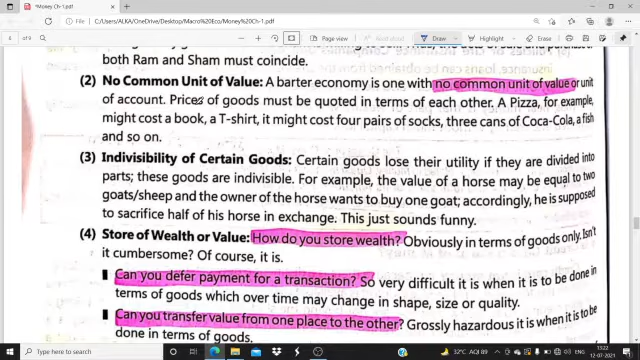 Money Ch-1.pdf
C:/Users/ALKA/OneDrive/Desktop/Macro%20Eco/Money%20Ch-1.pdf
of 9
Page view
Draw
Highlight
Erase
both Ram and Sham must coincide.
(2) No Common Unit of Value: A barter economy is one with no common unit of value or unit
of account. Prices of goods must be quoted in terms of each other. A Pizza, for example,
might cost a book, a T-shirt, it might cost four pairs of socks, three cans of Coca-Cola, a fish
and so on.
(3) Indivisibility of Certain Goods: Certain goods lose their utility if they are divided into
parts; these goods are indivisible. For example, the value of a horse may be equal to two
goats/sheep and the owner of the horse wants to buy one goat; accordingly, he is supposed
to sacrifice half of his horse in exchange. This just sounds funny.
(4) Store of Wealth or Value: How do you store wealth? Obviously in terms of goods only. Isn't
it cumbersome? Of course, it is.
Can you defer payment for a transaction? So very difficult it is when it is to be done in
terms of goods which over time may change in shape, size or quality.
Can you transfer value from one place to the other? Grossly hazardous it is when it is to be
done in terms of goods.
Type here to search
32°C AQI 89
ENG
13:22
12-07-2021